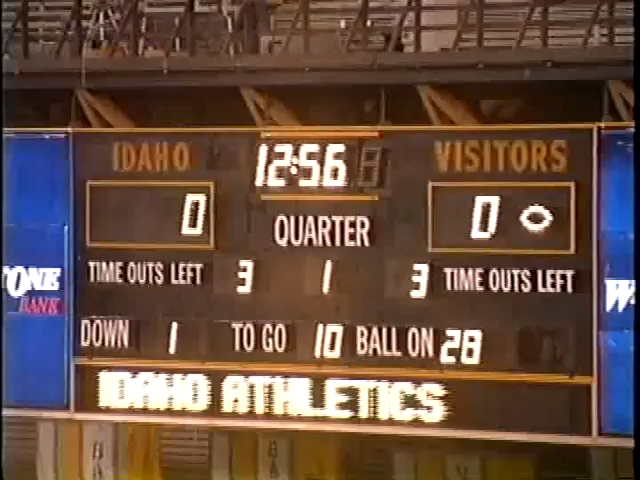 IDAHO 12:56 VISITORS
0 QUARTER 0
TIME OUTS LEFT 3 1 3 TIME OUTS LEFT
DOWN 1 TO GO 10 BALL ON 28
IDAHO ATHLETICS
BANK